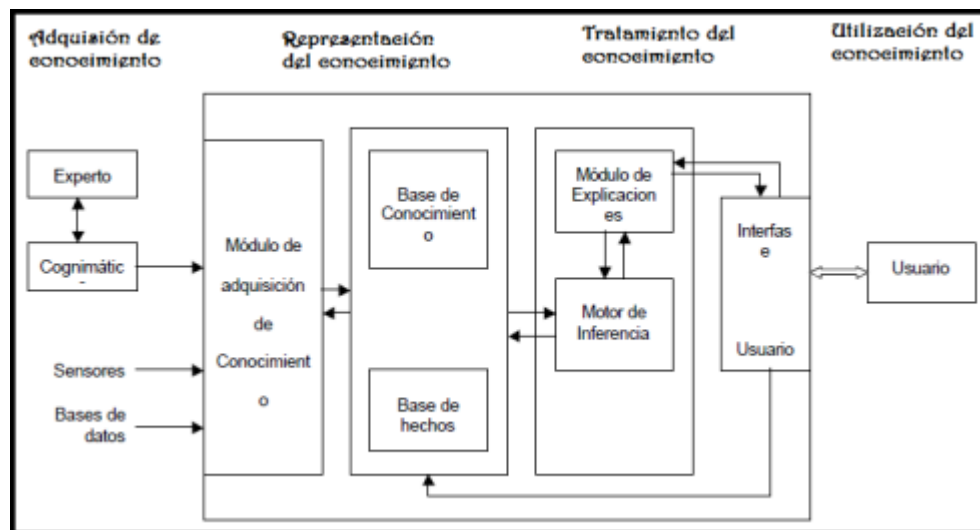 Adquisión de
conocimiento
Representación
del conocimiento
Tratamiento del
conocimiento
Utilización del
conocimiento
Experto
Cognimátic
Sensores
Bases de
datos
Módulo de
adquisición
de
Conocimient
o
Base de
Conocimient
o
Base de
hechos
Módulo de
Explicacion
es
Motor de
Inferencia
Interfas
e
Usuario
Usuario